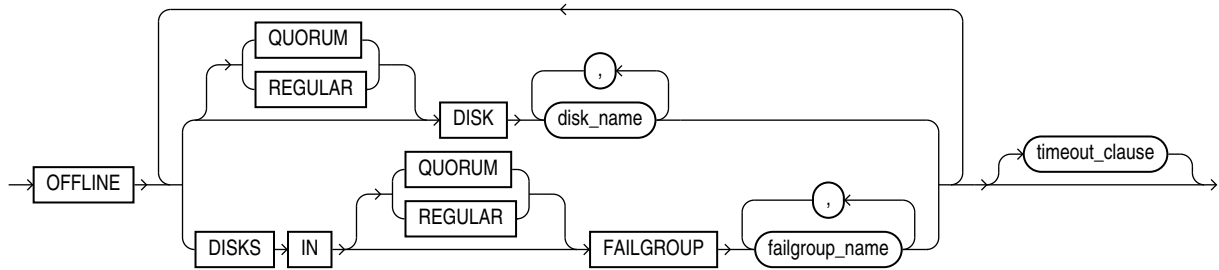 QUORUM
REGULAR
,
DISK
disk_name
timeout_clause
OFFLINE
QUORUM
REGULAR
,
DISKS IN FAILGROUP failgroup_name